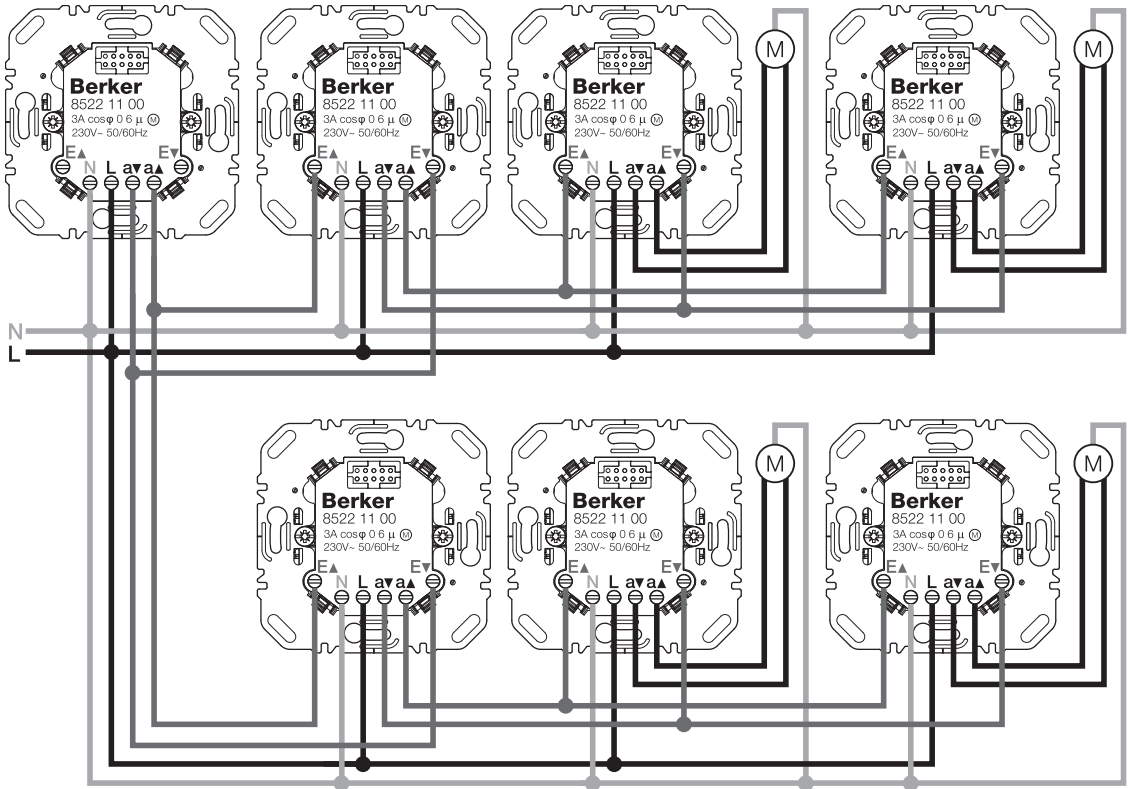 M
M
Berker
8522 11 00
3A cosφ 0 6 µ M
230V~ 50/60Hz
E▲ N L a▼ a▲ E▼
Berker
8522 11 00
3A cosφ 0 6 µ M
230V~ 50/60Hz
E▲ N L a▼ a▲ E▼
Berker
8522 11 00
3A cosφ 0 6 µ M
230V~ 50/60Hz
E▲ N L a▼ a▲ E▼
Berker
8522 11 00
3A cosφ 0 6 µ M
230V~ 50/60Hz
E▲ N L a▼ a▲ E▼
N
L
M
M
Berker
8522 11 00
3A cosφ 0 6 µ M
230V~ 50/60Hz
E▲ N L a▼ a▲ E▼
Berker
8522 11 00
3A cosφ 0 6 µ M
230V~ 50/60Hz
E▲ N L a▼ a▲ E▼
Berker
8522 11 00
3A cosφ 0 6 µ M
230V~ 50/60Hz
E▲ N L a▼ a▲ E▼